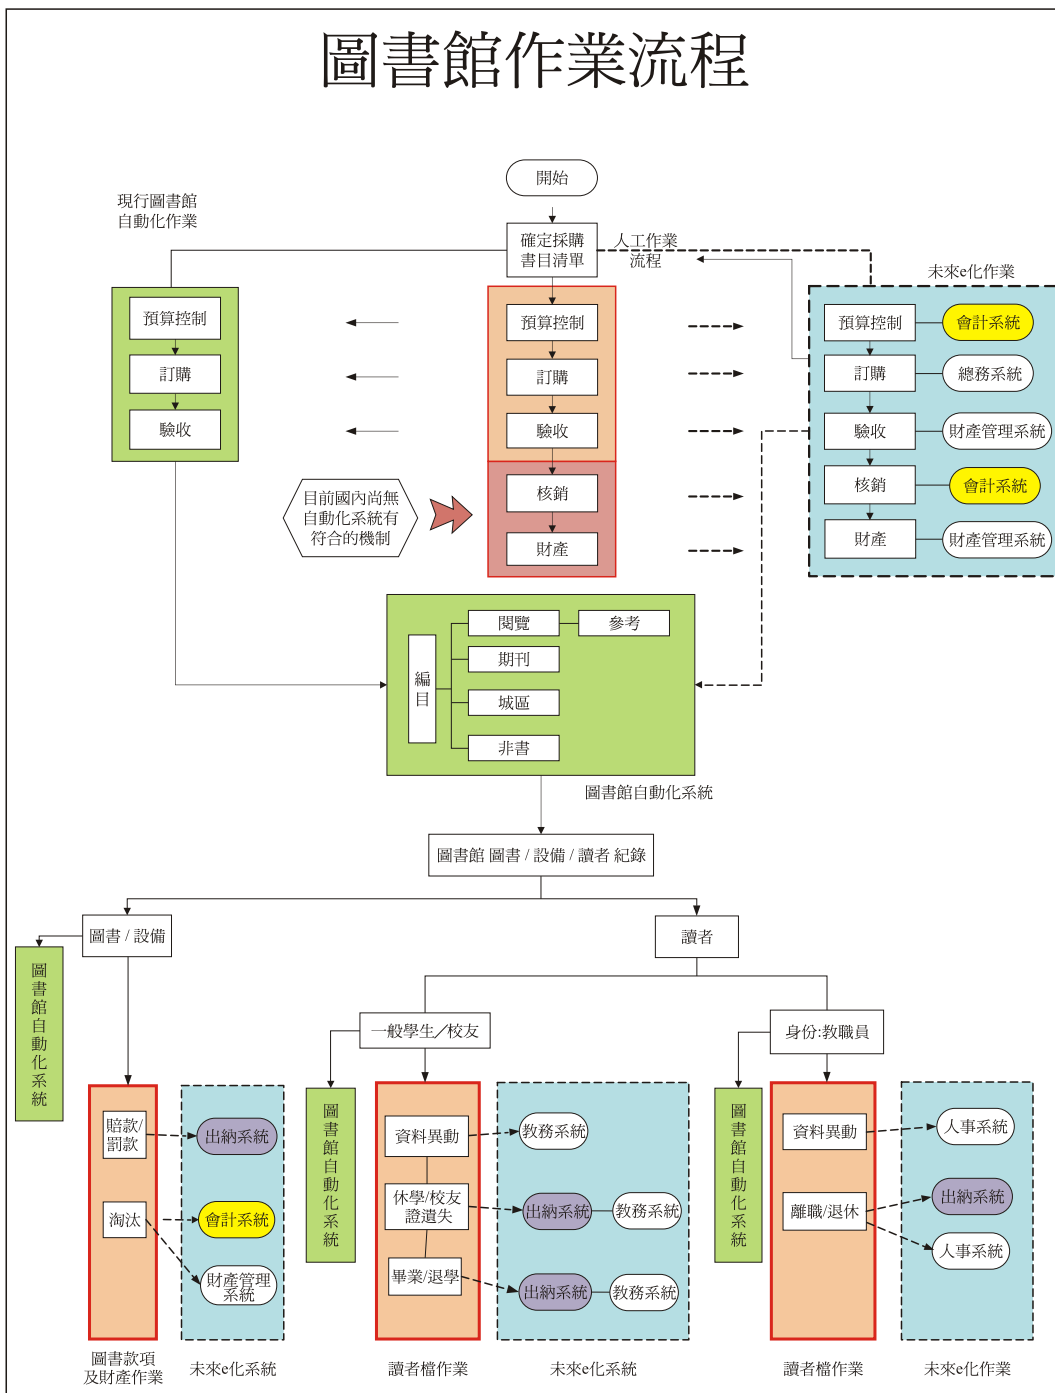 圖書館作業流程
開始
現行圖書館
自動化作業
確定採購
書目清單
人工作業
流程
未來e化作業
預算控制
訂購
驗收
預算控制
訂購
驗收
核銷
財產
預算控制
會計系統
訂購
總務系統
驗收
財產管理系統
核銷
會計系統
財產
財產管理系統
目前國內尚無
自動化系統有
符合的機制
編目
閱覽
參考
期刊
城區
非書
圖書館自動化系統
圖書館 圖書 / 設備 / 讀者 紀錄
圖書 / 設備
讀者
圖書館自動化系統
一般學生／校友
身份:教職員
圖書館自動化系統
圖書館自動化系統
賠款/
罰款
出納系統
淘汰
會計系統
財產管理
系統
資料異動
教務系統
休學/校友
證遺失
出納系統
教務系統
畢業/退學
出納系統
教務系統
資料異動
人事系統
離職/退休
出納系統
人事系統
圖書款項
及財產作業
未來e化系統
讀者檔作業
未來e化系統
讀者檔作業
未來e化作業